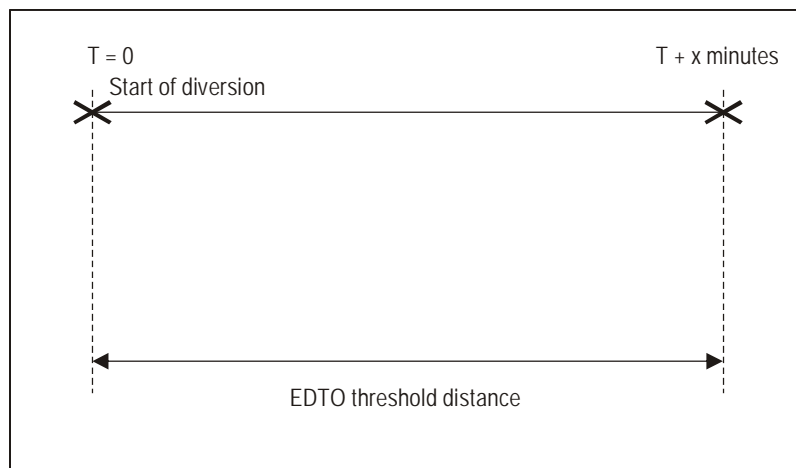 T = 0
T + x minutes
Start of diversion
EDTO threshold distance